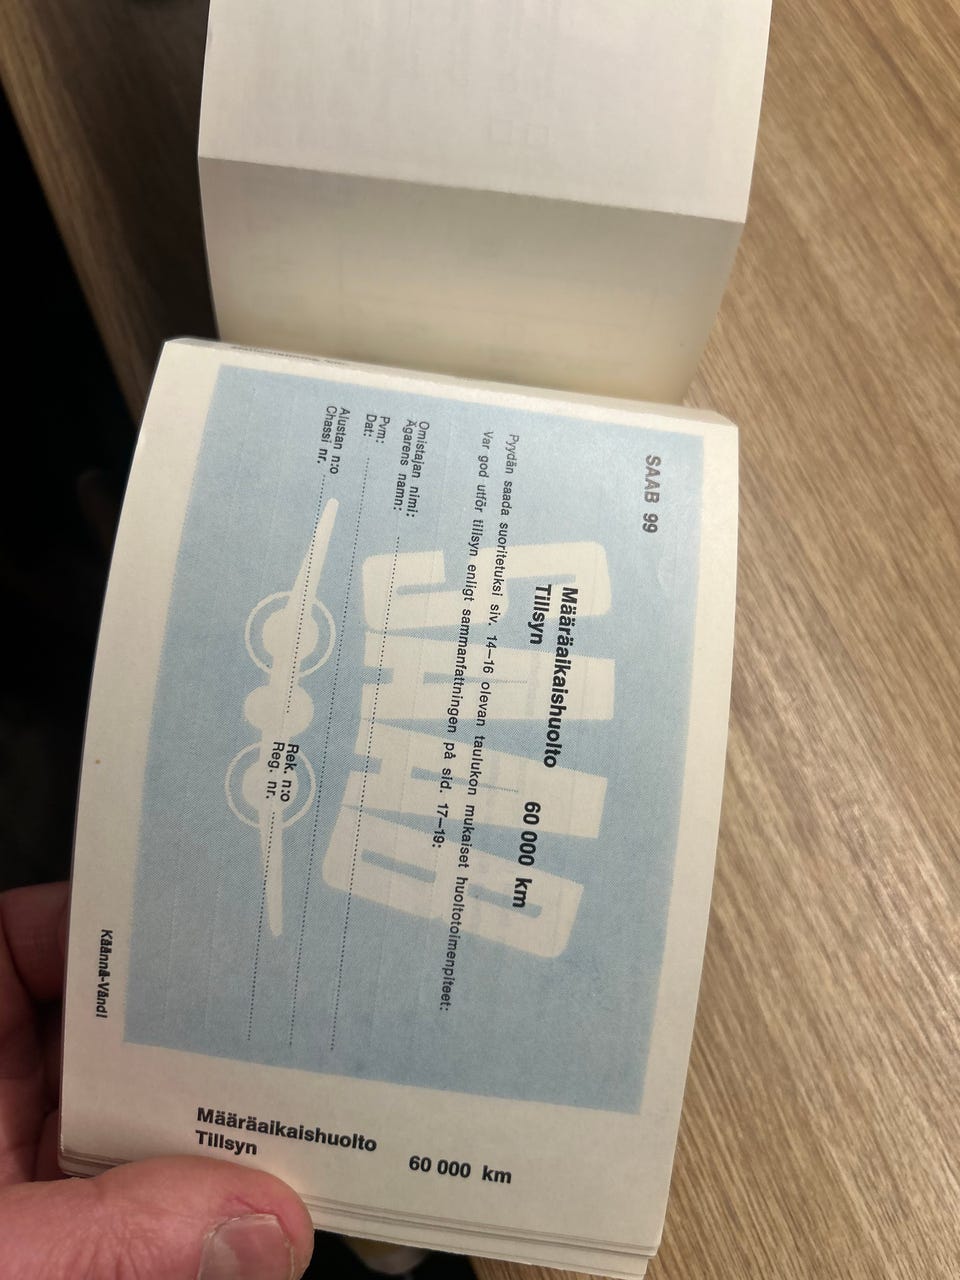 SAAB 99
Määräaikaishuolto 60 000 km
Tillsyn
Pyydän saada suoritetuksi siv. 14—16 olevan taulukon mukaiset huoltotoimenpiteet:
Var god utför tillsyn enligt sammanfattningen på sid. 17—19:
Omistajan nimi:
Ägarens namn:
Pvm:
Dat:
Alustan n:o
Chassi nr.
Rek. n:o
Reg. nr.
SAAB
Käännä-Vänd!
Määräaikaishuolto 60 000 km
Tillsyn